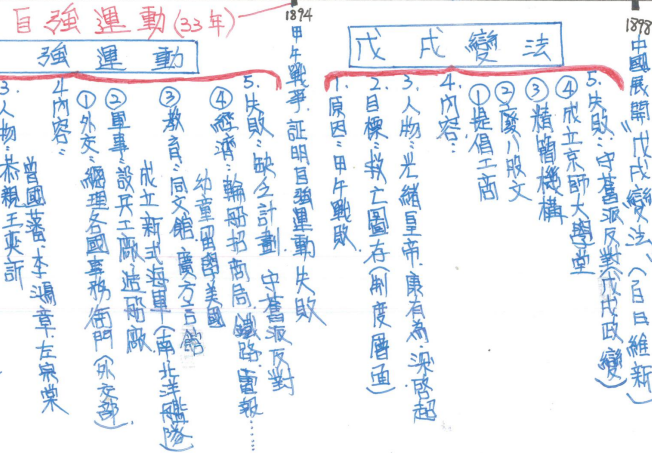 自強運動(33年)
1894
甲午戰爭.証明自強運動失敗
1898
中國展開〝戊戌變法〞(百日維新)
戊戌變法
1.原因:甲午戰敗
2.目標:救亡圖存(制度層面)
3.人物:光緒皇帝.康有為.梁啓超
4.內容:
①提倡工商
②廢八股文
③精簡機構
④成立京師大學堂
5.失敗:守舊派反對(戊戌政變)
強運動
3.人物:恭親王奕訢
曾國藩.李鴻章左宗棠
4.內容:
①外交:總理各國事務衙門(外交部)
②軍事:設兵工廠.造船廠.
成立新式海軍(南北洋艦隊)
③教育:同文館.廣方言館
幼童留學美國
④經濟:輪船招商局.鐵路.電報……
5.失敗:缺乏計劃.守舊派反對